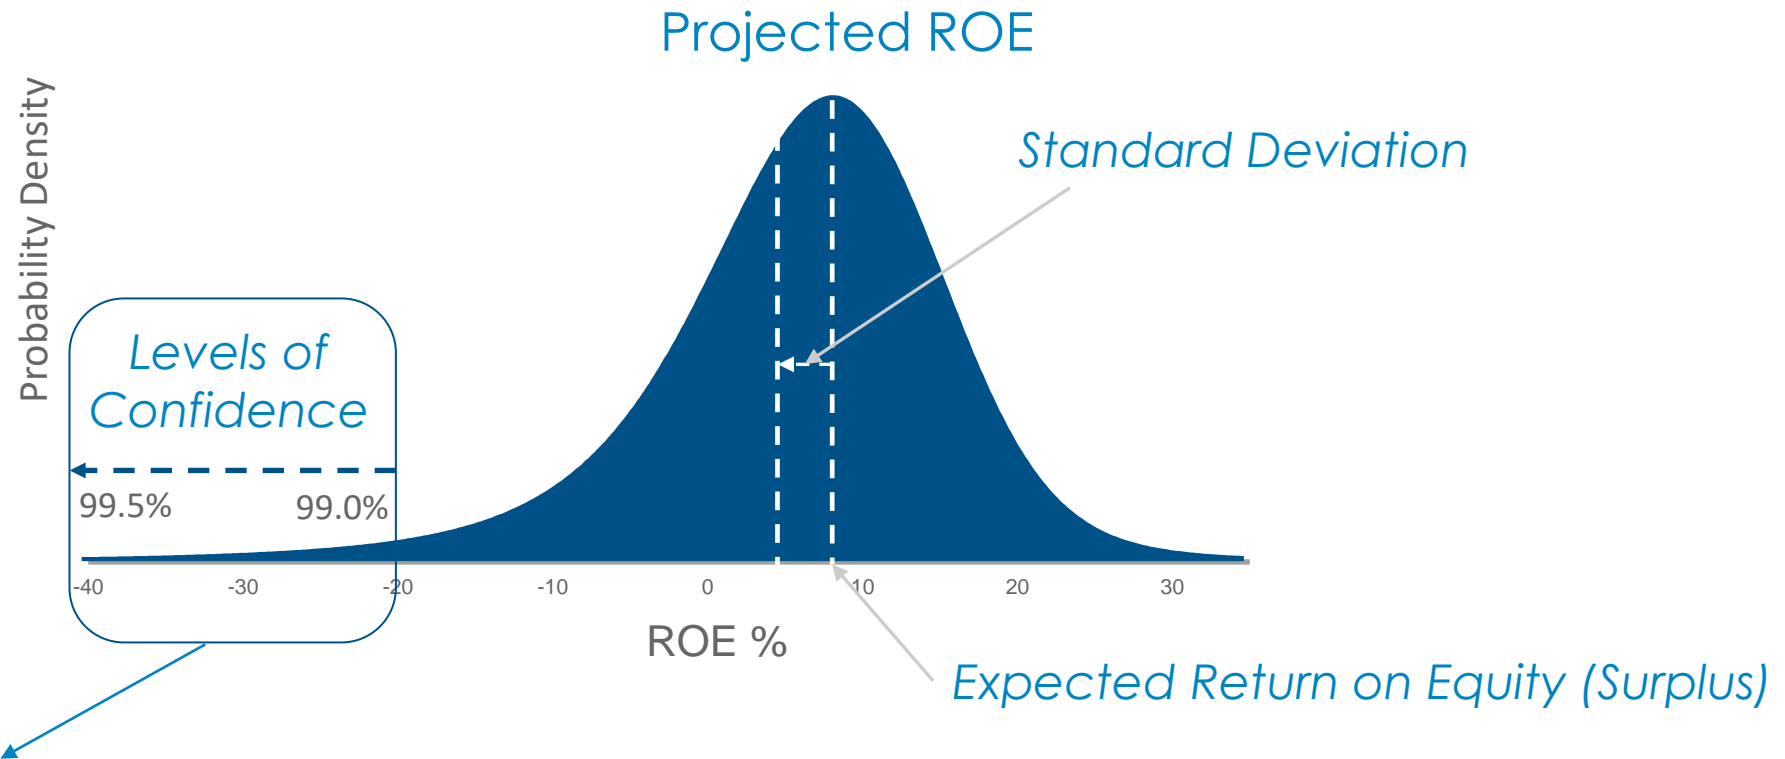 Projected ROE
Probability Density
Standard Deviation
Levels of
Confidence
99.5%
99.0%
-40
-30
-20
-10
0
10
20
30
ROE %
Expected Return on Equity (Surplus)